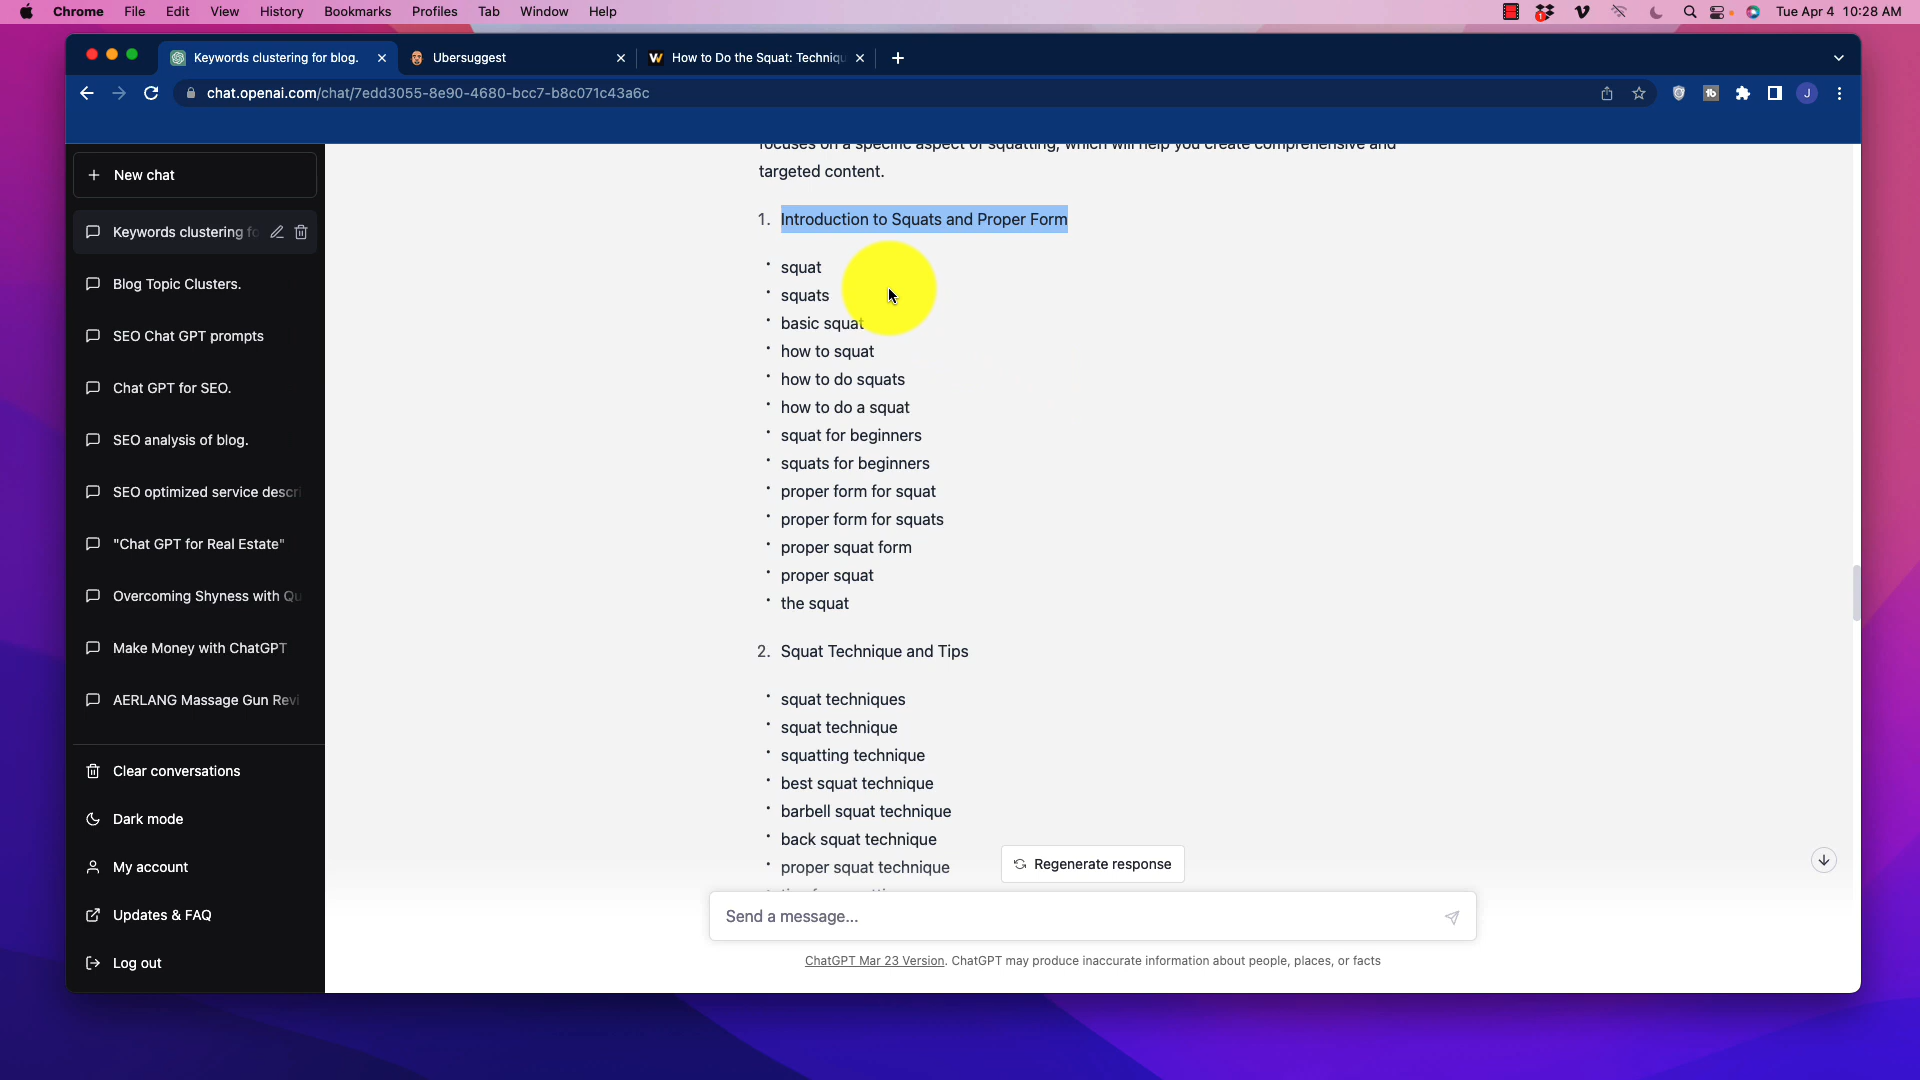 Chrome File Edit View History Bookmarks Profiles Tab Window Help
1
Tue Apr 4 10:28 AM
Keywords clustering for blog.
Ubersuggest
How to Do the Squat: Techniqu
chat.openai.com/chat/7edd3055-8e90-4680-bcc7-b8c071c43a6c
tb
J
New chat
Keywords clustering fo
Blog Topic Clusters.
SEO Chat GPT prompts
Chat GPT for SEO.
SEO analysis of blog.
SEO optimized service descri
"Chat GPT for Real Estate"
Overcoming Shyness with Qu
Make Money with ChatGPT
AERLANG Massage Gun Revi
Clear conversations
Dark mode
My account
Updates & FAQ
Log out
focuses on a specific aspect of squatting, which will help you create comprehensive and
targeted content.
1. Introduction to Squats and Proper Form
• squat
• squats
• basic squat
• how to squat
• how to do squats
• how to do a squat
• squat for beginners
• squats for beginners
• proper form for squat
• proper form for squats
• proper squat form
• proper squat
• the squat
2. Squat Technique and Tips
• squat techniques
• squat technique
• squatting technique
• best squat technique
• barbell squat technique
• back squat technique
• proper squat technique
Regenerate response
Send a message...
ChatGPT Mar 23 Version. ChatGPT may produce inaccurate information about people, places, or facts